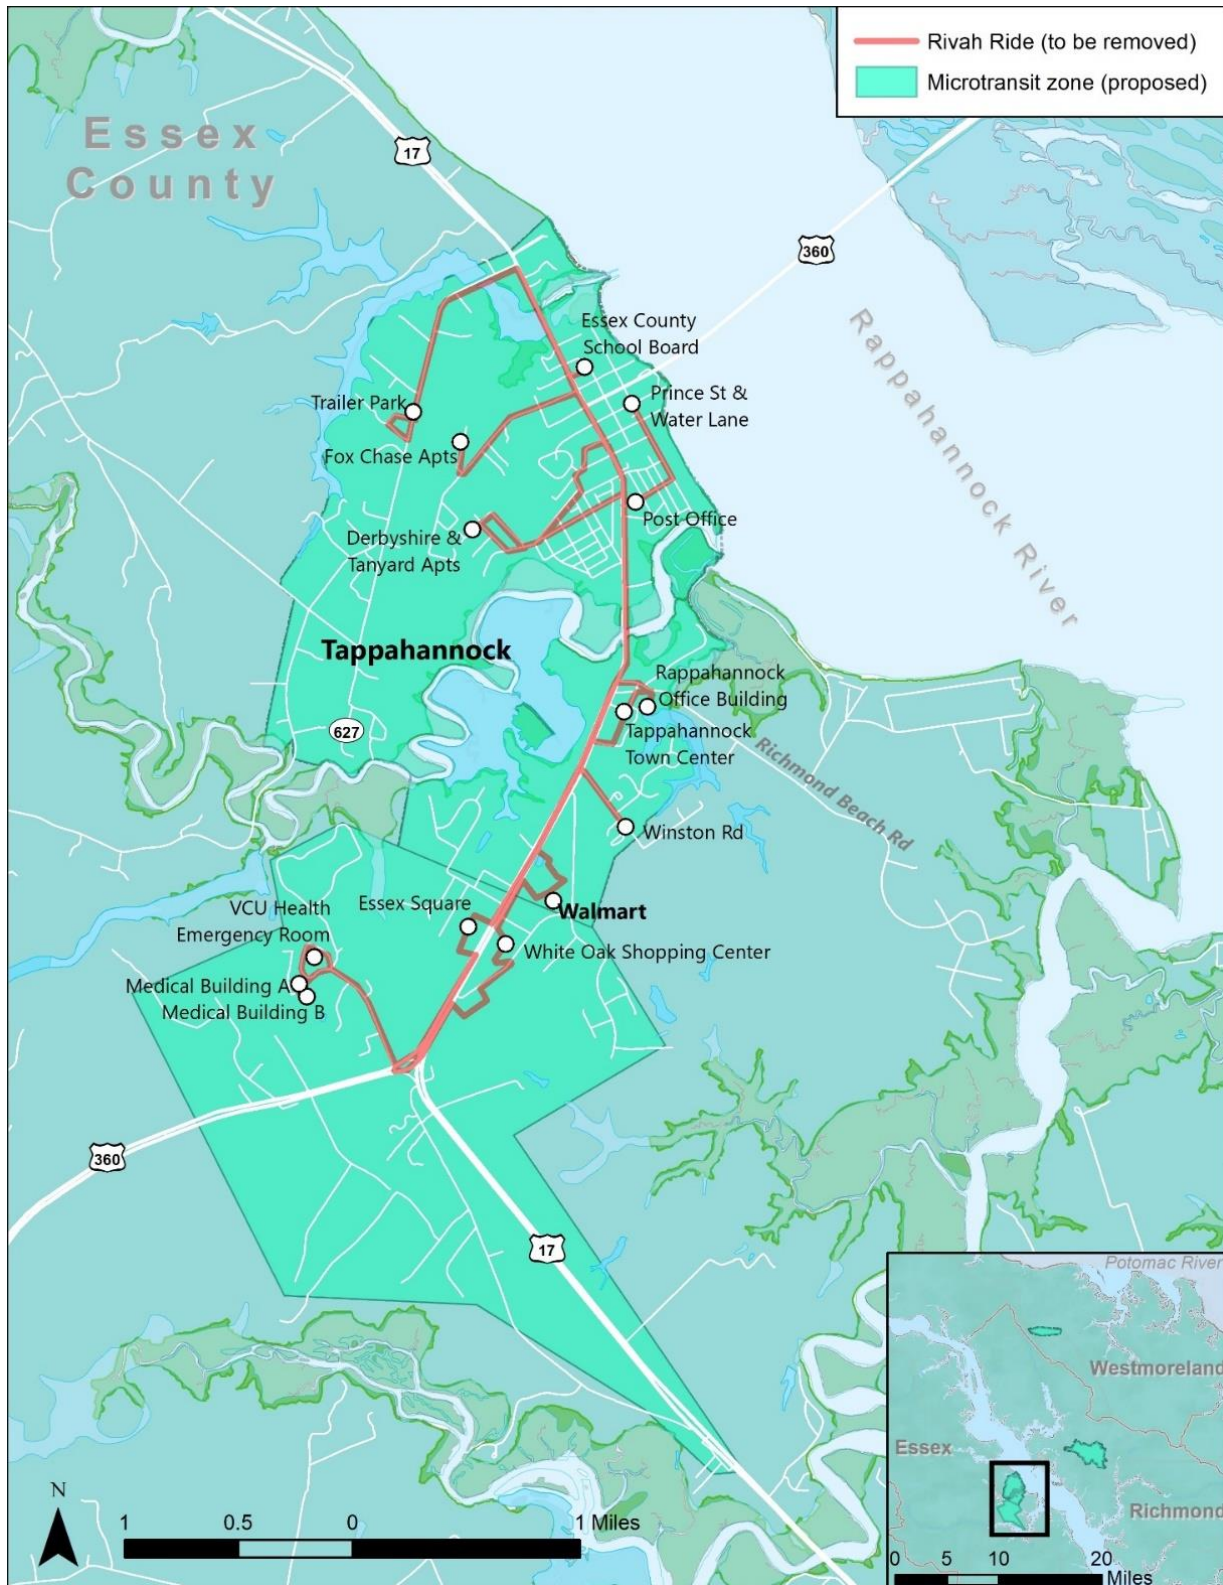 Rivah Ride (to be removed)
Microtransit zone (proposed)
Essex
County
17
360
Rappahannock River
Essex County
School Board
Prince St &
Water Lane
Trailer Park
Fox Chase Apts
Post Office
Derbyshire &
Tanyard Apts
Tappahannock
Rappahannock
Office Building
627
Tappahannock
Town Center
Richmond Beach Rd
Winston Rd
VCU Health
Emergency Room
Essex Square
Walmart
White Oak Shopping Center
Medical Building A
Medical Building B
360
17
N
1 0.5 0 1 Miles
Potomac River
Westmoreland
Essex
Richmond
0 5 10 20
Miles